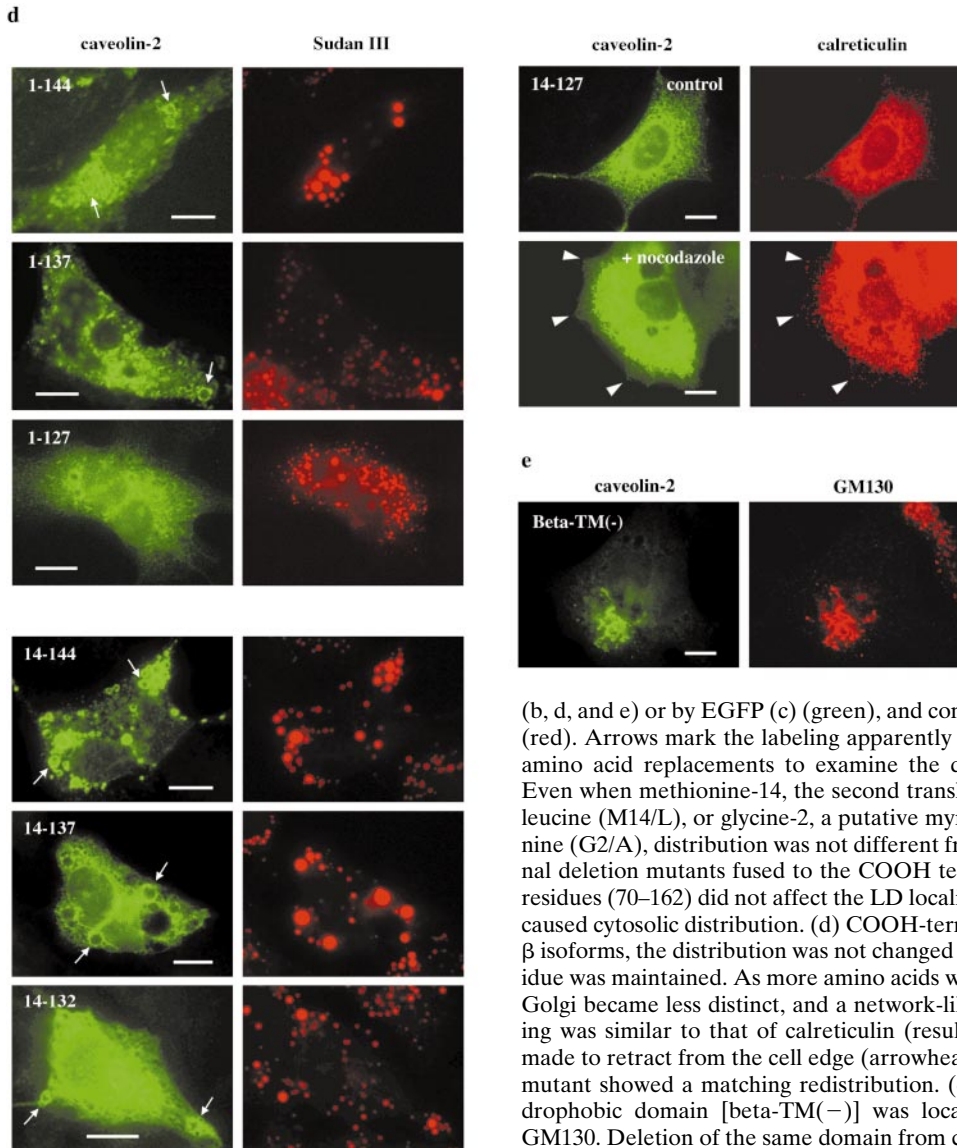 d
caveolin-2 Sudan III
1-144
1-137
1-127
14-144
14-137
14-132
caveolin-2 calreticulin
14-127 control
+ nocodazole
e
caveolin-2 GM130
Beta-TM(-)
(b, d, and e) or by EGFP (c) (green), and con
(red). Arrows mark the labeling apparently
amino acid replacements to examine the
Even when methionine-14, the second transl
leucine (M14/L), or glycine-2, a putative myr
nine (G2/A), distribution was not different fr
nal deletion mutants fused to the COOH te
residues (70–162) did not affect the LD locali
caused cytosolic distribution. (d) COOH-tern
β isoforms, the distribution was not changed
idue was maintained. As more amino acids w
Golgi became less distinct, and a network-lik
ing was similar to that of calreticulin (resul
made to retract from the cell edge (arrowhea
mutant showed a matching redistribution. (
drophobic domain [beta-TM(−)] was loca
GM130. Deletion of the same domain from